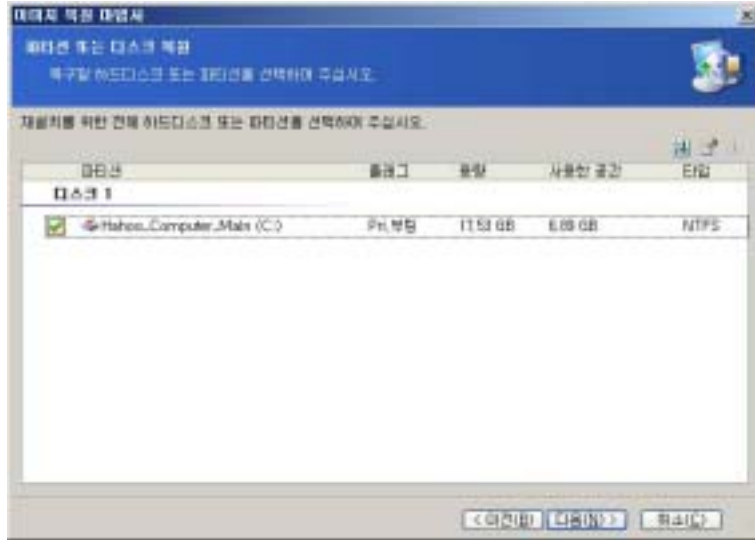 이미지 복원 마법사
파티션 또는 디스크 복원
복구할 하드디스크 또는 파티션을 선택하여 주십시오.
재설치를 위한 전체 하드디스크 또는 파티션을 선택하여 주십시오.
파티션 플래그 용량 사용한 공간 타입
디스크 1
Hahoo_Computer_Main (C:) Pri,부팅 17.53 GB 6.89 GB NTFS
< 이전(B) 다음(N) > 취소(C)